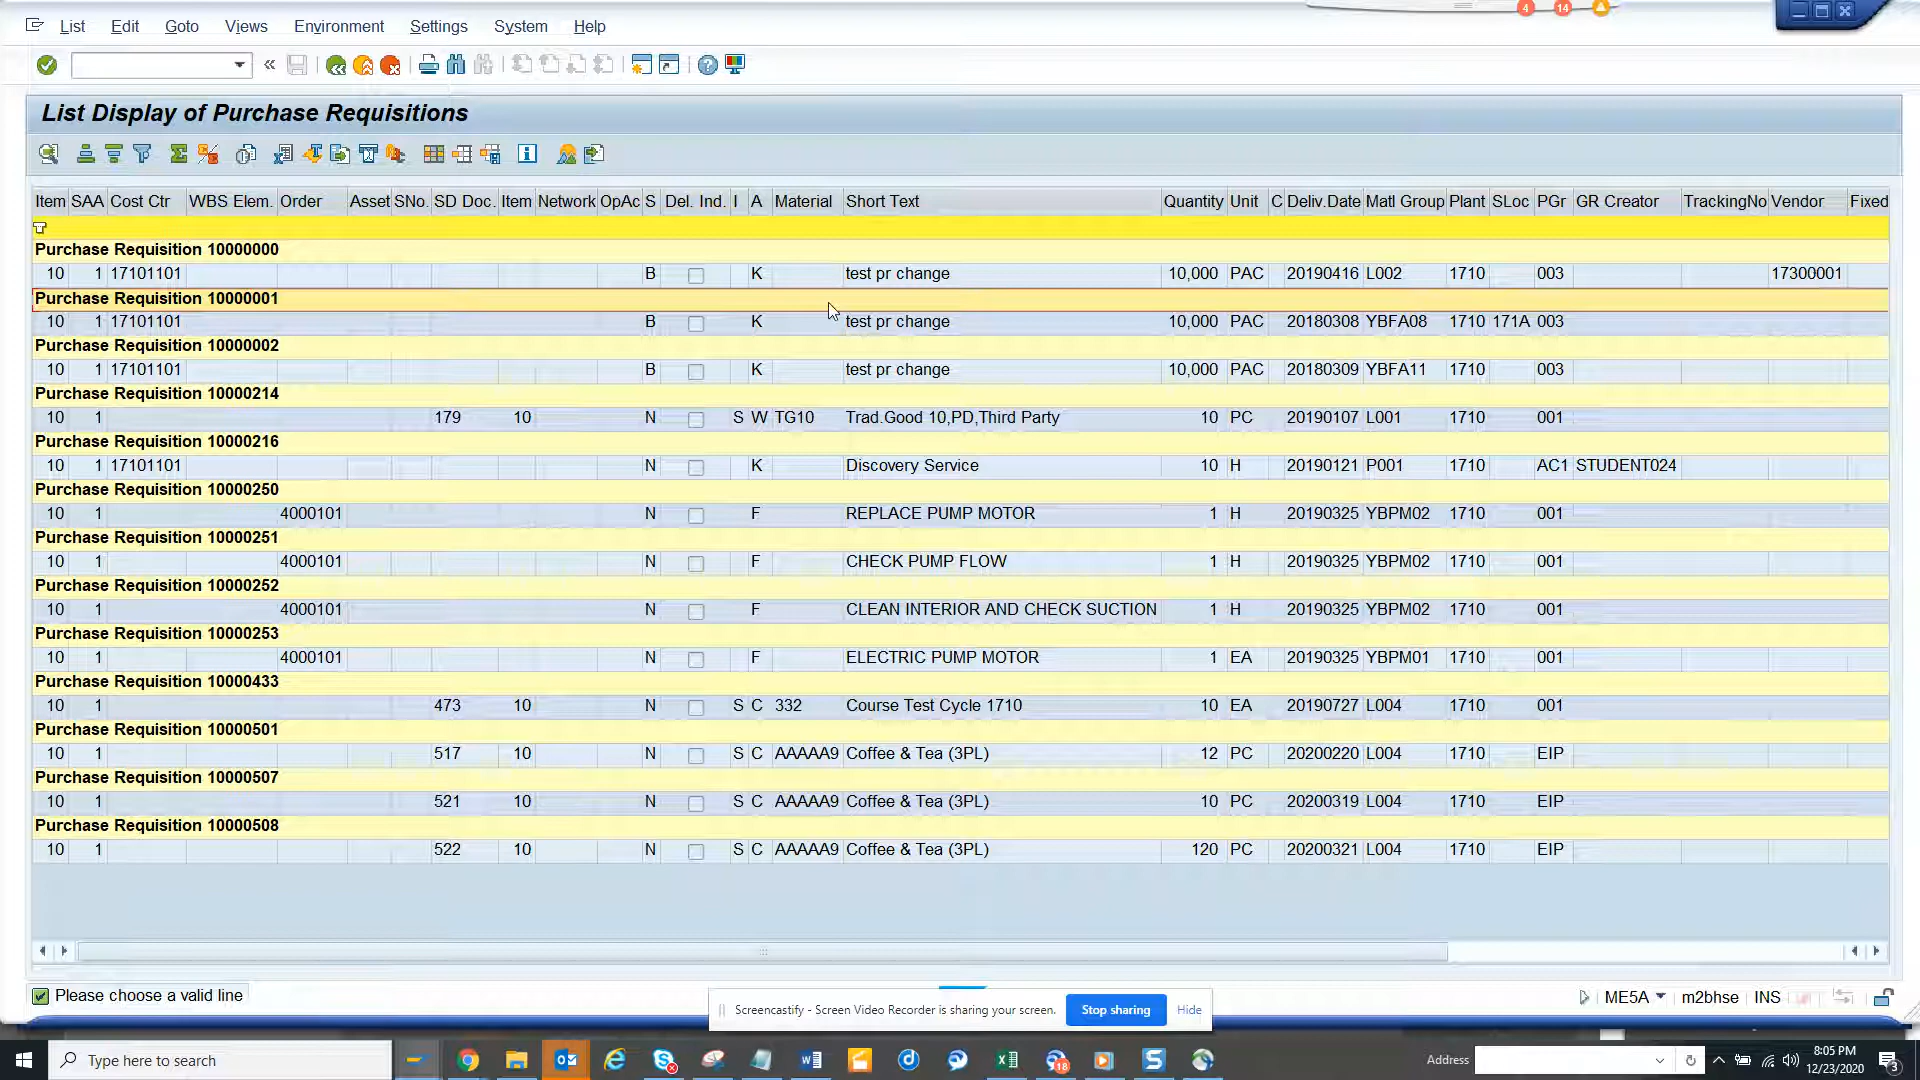 List Edit Goto Views Environment Settings System Help
4 14
List Display of Purchase Requisitions
Item SAA Cost Ctr WBS Elem. Order Asset SNo. SD Doc. Item Network OpAc S Del. Ind. I A Material Short Text Quantity Unit C Deliv.Date Matl Group Plant SLoc PGr GR Creator TrackingNo Vendor Fixed
Purchase Requisition 10000000
10 1 17101101 B K test pr change 10,000 PAC 20190416 L002 1710 003 17300001
Purchase Requisition 10000001
10 1 17101101 B K test pr change 10,000 PAC 20180308 YBFA08 1710 171A 003
Purchase Requisition 10000002
10 1 17101101 B K test pr change 10,000 PAC 20180309 YBFA11 1710 003
Purchase Requisition 10000214
10 1 179 10 N S W TG10 Trad.Good 10,PD,Third Party 10 PC 20190107 L001 1710 001
Purchase Requisition 10000216
10 1 17101101 N K Discovery Service 10 H 20190121 P001 1710 AC1 STUDENT024
Purchase Requisition 10000250
10 1 4000101 N F REPLACE PUMP MOTOR 1 H 20190325 YBPM02 1710 001
Purchase Requisition 10000251
10 1 4000101 N F CHECK PUMP FLOW 1 H 20190325 YBPM02 1710 001
Purchase Requisition 10000252
10 1 4000101 N F CLEAN INTERIOR AND CHECK SUCTION 1 H 20190325 YBPM02 1710 001
Purchase Requisition 10000253
10 1 4000101 N F ELECTRIC PUMP MOTOR 1 EA 20190325 YBPM01 1710 001
Purchase Requisition 10000433
10 1 473 10 N S C 332 Course Test Cycle 1710 10 EA 20190727 L004 1710 001
Purchase Requisition 10000501
10 1 517 10 N S C AAAAA9 Coffee & Tea (3PL) 12 PC 20200220 L004 1710 EIP
Purchase Requisition 10000507
10 1 521 10 N S C AAAAA9 Coffee & Tea (3PL) 10 PC 20200319 L004 1710 EIP
Purchase Requisition 10000508
10 1 522 10 N S C AAAAA9 Coffee & Tea (3PL) 120 PC 20200321 L004 1710 EIP
Please choose a valid line
ME5A m2bhse INS
Screencastify - Screen Video Recorder is sharing your screen. Stop sharing Hide
Type here to search
18
Address
8:05 PM
12/23/2020
3